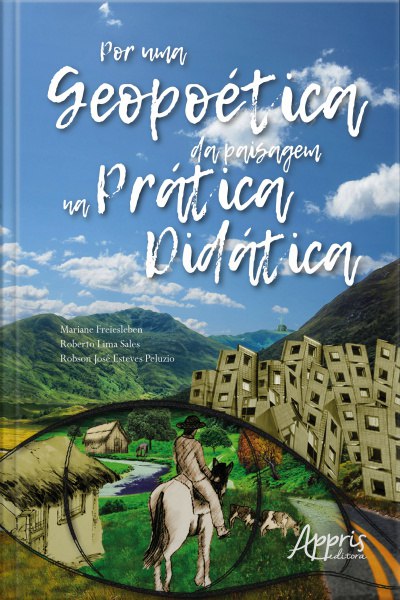 Por uma
Geopoética
da paisagem
na Prática
Didática
Mariane Freiesleben
Roberto Lima Sales
Robson José Esteves Peluzio
Appris
editora